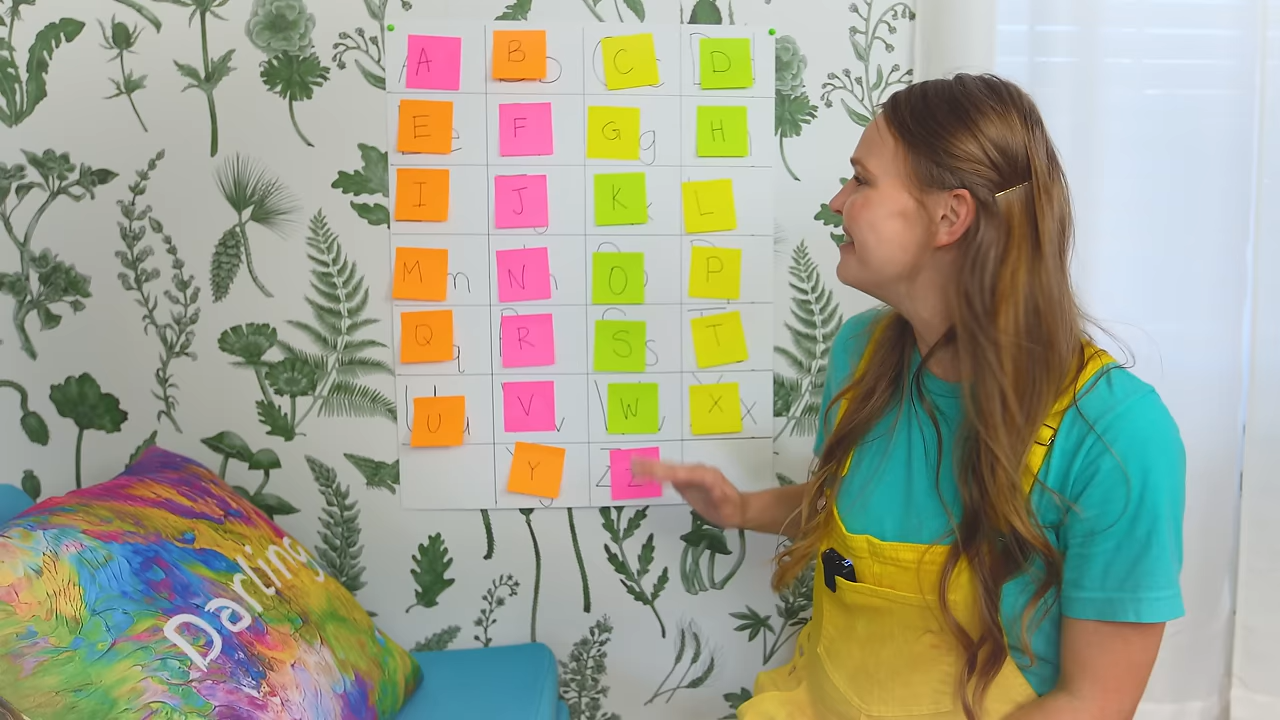 A B C D
E F G g H
I J K L
M m N O P
Q q R S s T
U V W X x
Y Z
Darling